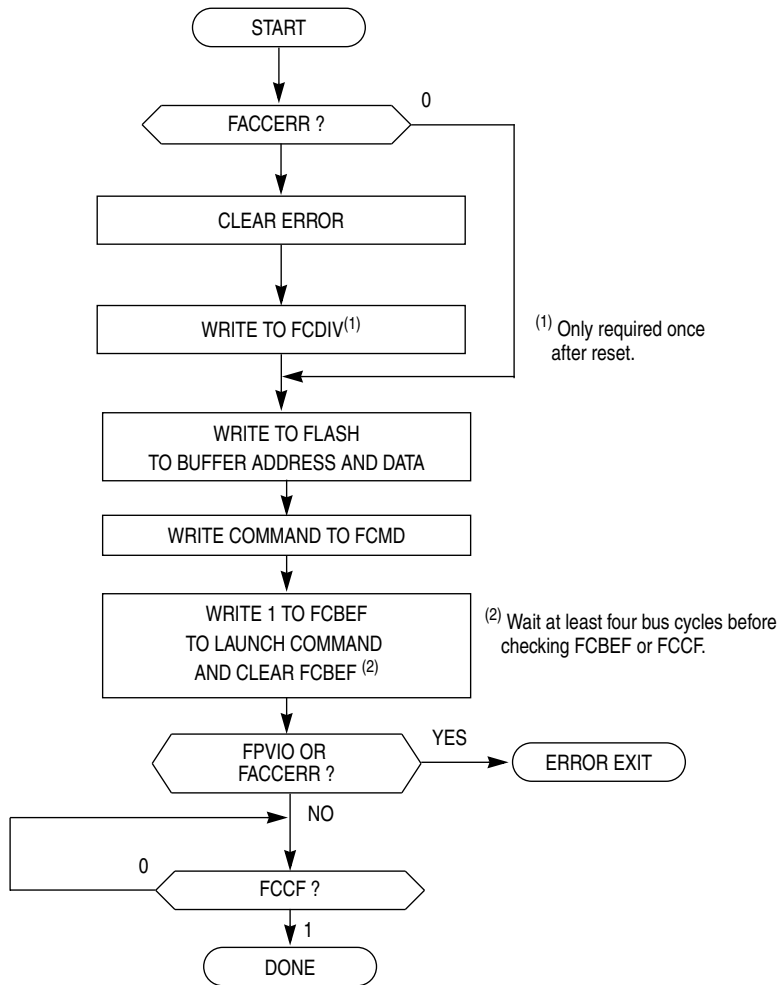 START
FACCERR ?
0
CLEAR ERROR
WRITE TO FCDIV(1)
(1) Only required once
after reset.
WRITE TO FLASH
TO BUFFER ADDRESS AND DATA
WRITE COMMAND TO FCMD
WRITE 1 TO FCBEF
TO LAUNCH COMMAND
AND CLEAR FCBEF (2)
(2) Wait at least four bus cycles before
checking FCBEF or FCCF.
FPVIO OR
FACCERR ?
YES
ERROR EXIT
NO
0
FCCF ?
1
DONE